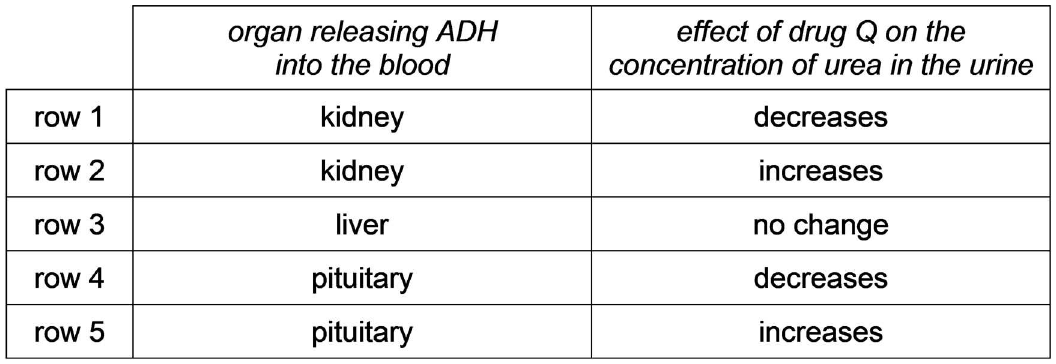 organ releasing ADH
into the blood
effect of drug Q on the
concentration of urea in the urine
row 1 kidney decreases
row 2 kidney increases
row 3 liver no change
row 4 pituitary decreases
row 5 pituitary increases